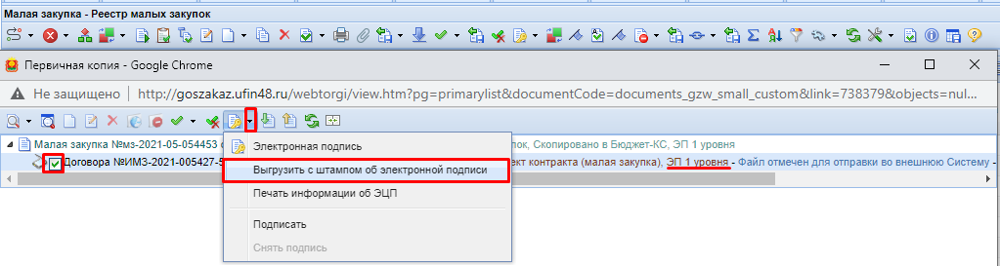 Малая закупка - Реестр малых закупок
Первичная копия - Google Chrome
Не защищено http://goszakaz.ufin48.ru/webtorgi/view.htm?pg=primarylist&documentCode=documents_gzw_small_custom&link=738379&objects=nul...
Малая закупка №мз-2021-05-054453 ок, Скопировано в Бюджет-КС, ЭП 1 уровня
Договора №ИМЗ-2021-005427- ект контракта (малая закупка), ЭП 1 уровня - Файл отмечен для отправки во внешнюю Систему -
Электронная подпись
Выгрузить с штампом об электронной подписи
Печать информации об ЭЦП
Подписать
Снять подпись